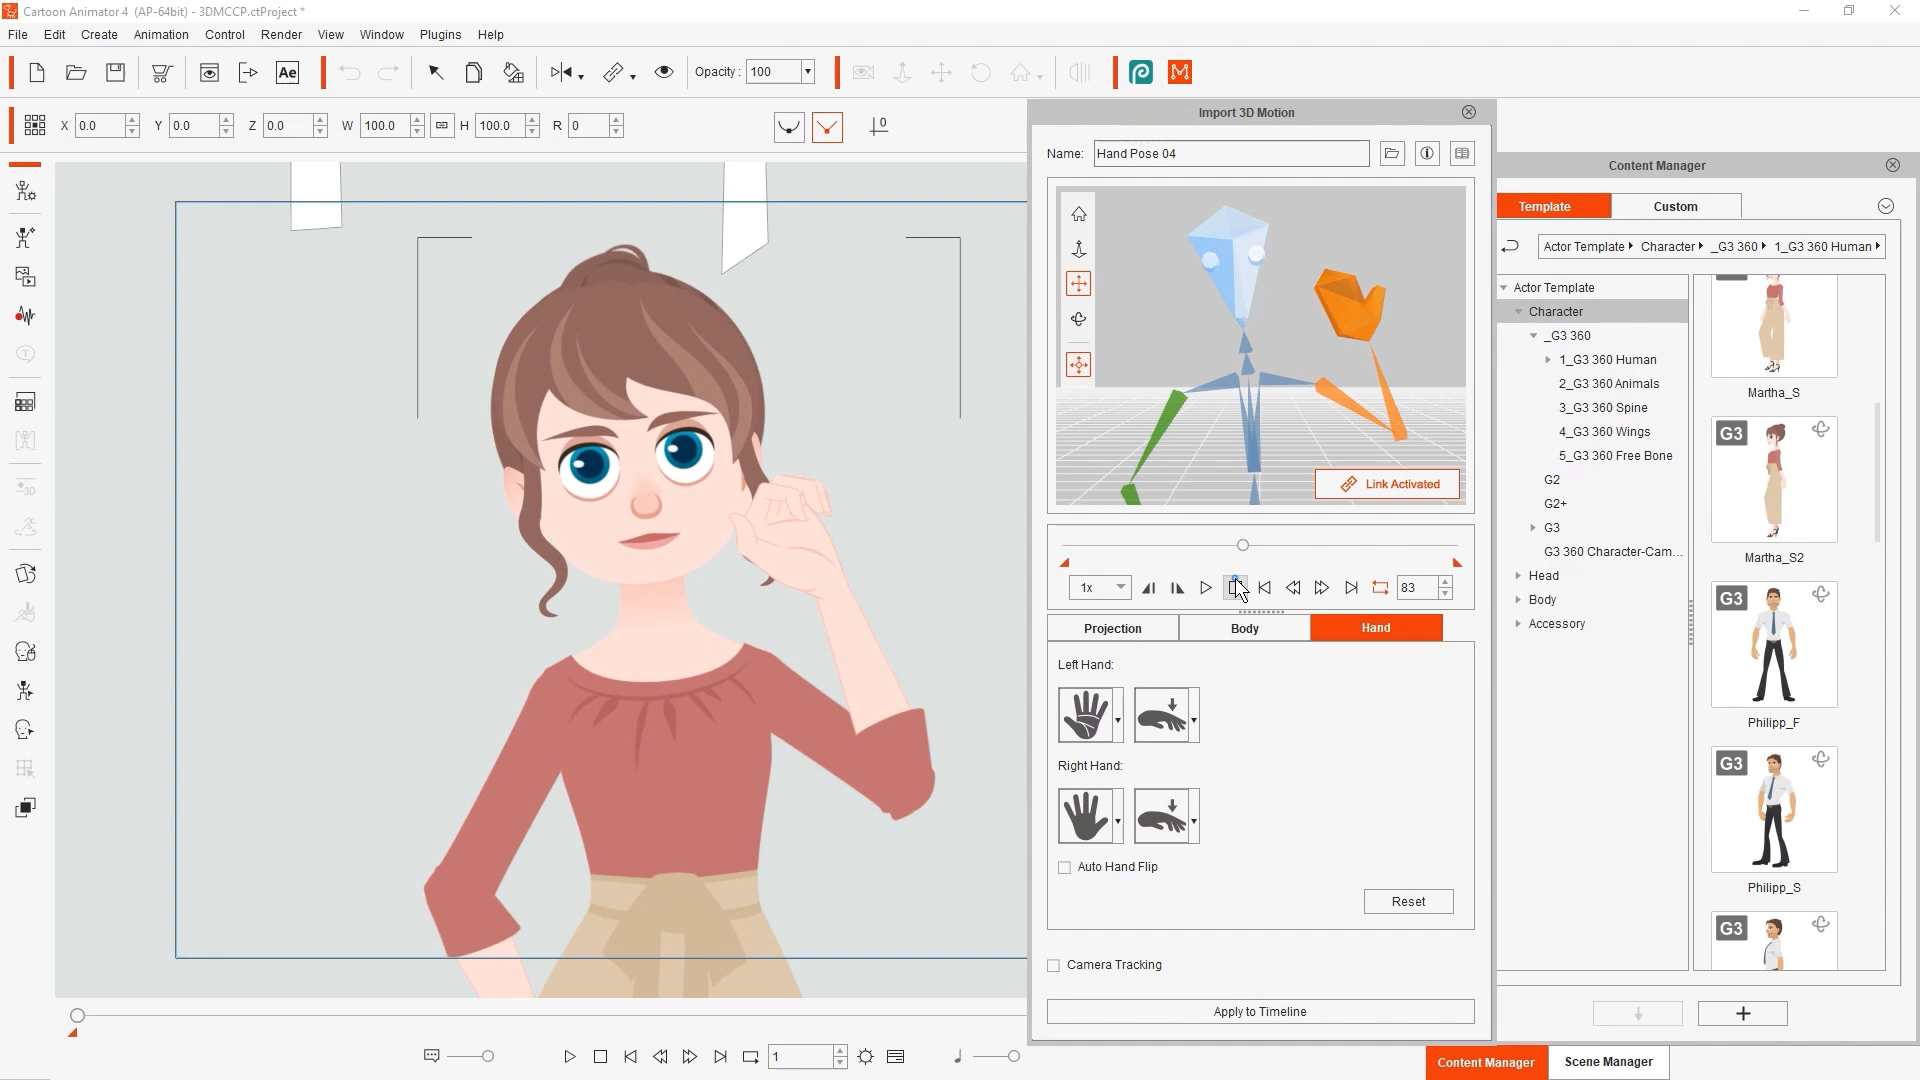 Cartoon Animator 4 (AP-64bit) - 3DMCCP.ctProject *
File Edit Create Animation Control Render View Window Plugins Help
Ae
Opacity : 100
X 0.0 Y 0.0 Z 0.0 W 100.0 H 100.0 R 0
0
Import 3D Motion
Name: Hand Pose 04
Link Activated
1x
83
Projection Body Hand
Left Hand:
Right Hand:
Auto Hand Flip
Reset
Camera Tracking
Apply to Timeline
Content Manager
Template Custom
Actor Template Character _G3 360 1_G3 360 Human
Actor Template
Character
_G3 360
1_G3 360 Human
2_G3 360 Animals
3_G3 360 Spine
4_G3 360 Wings
5_G3 360 Free Bone
G2
G2+
G3
G3 360 Character-Cam...
Head
Body
Accessory
Martha_S
G3
Martha_S2
G3
Philipp_F
G3
Philipp_S
G3
3D
1
Content Manager Scene Manager